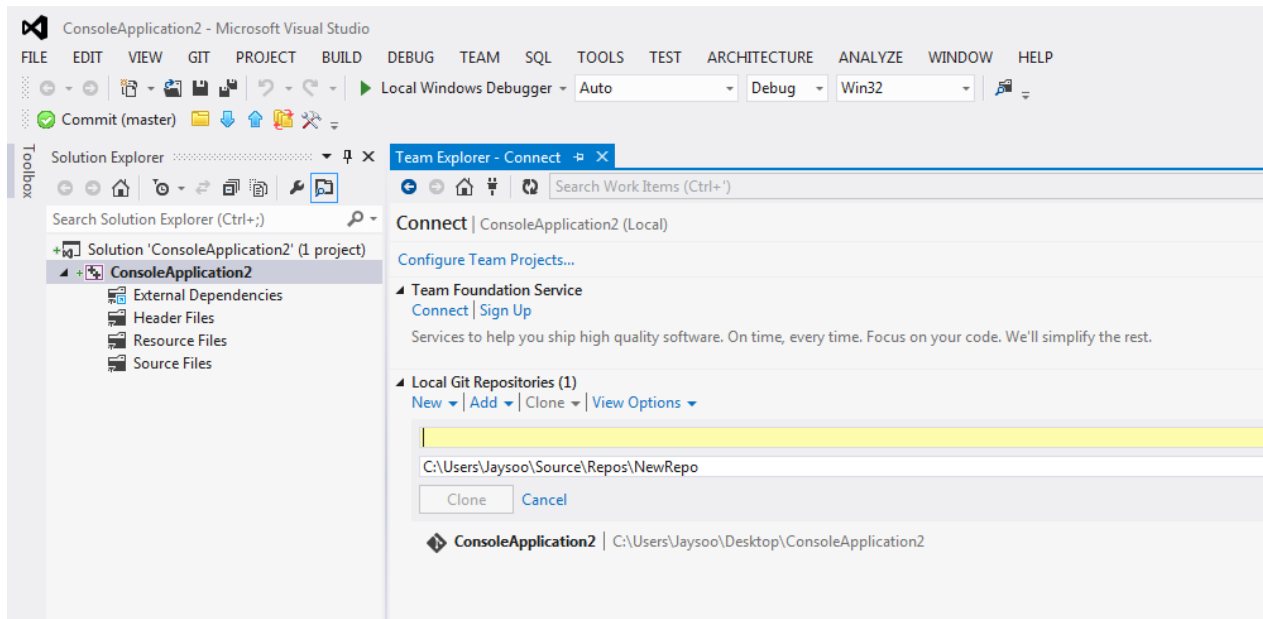 ConsoleApplication2 - Microsoft Visual Studio
FILE EDIT VIEW GIT PROJECT BUILD DEBUG TEAM SQL TOOLS TEST ARCHITECTURE ANALYZE WINDOW HELP
Local Windows Debugger Auto Debug Win32
Commit (master)
Toolbox
Solution Explorer
Search Solution Explorer (Ctrl+;)
Solution 'ConsoleApplication2' (1 project)
ConsoleApplication2
External Dependencies
Header Files
Resource Files
Source Files
Team Explorer - Connect
Search Work Items (Ctrl+')
Connect | ConsoleApplication2 (Local)
Configure Team Projects...
Team Foundation Service
Connect | Sign Up
Services to help you ship high quality software. On time, every time. Focus on your code. We'll simplify the rest.
Local Git Repositories (1)
New | Add | Clone | View Options
C:\Users\Jaysoo\Source\Repos\NewRepo
Clone Cancel
ConsoleApplication2 | C:\Users\Jaysoo\Desktop\ConsoleApplication2